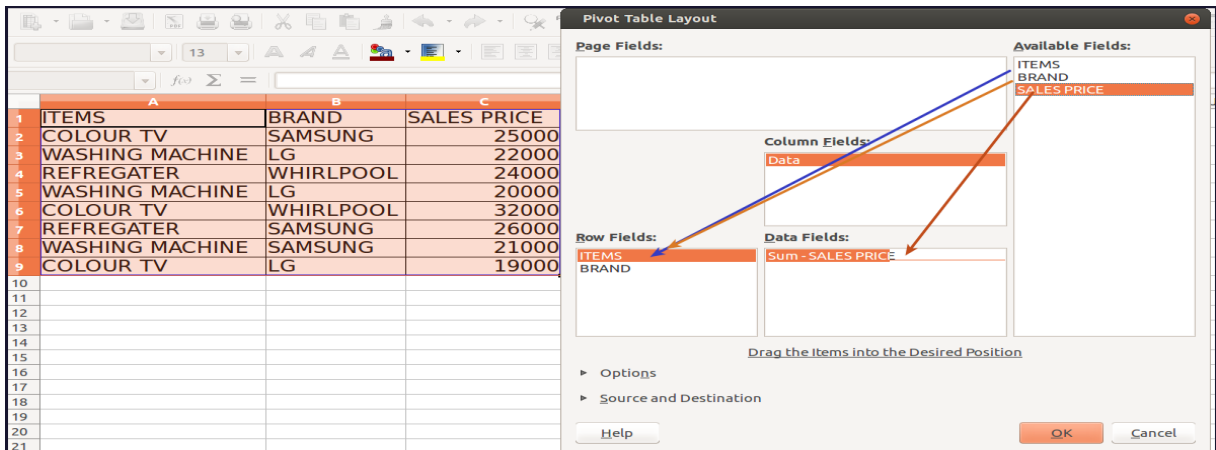 Pivot Table Layout
13
f(x) Σ =
Page Fields:
Available Fields:
ITEMS
BRAND
SALES PRICE
Column Fields:
Data
Row Fields:
ITEMS
BRAND
Data Fields:
Sum - SALES PRICE
Drag the Items into the Desired Position
Options
Source and Destination
Help
OK
Cancel
A B C
1 ITEMS BRAND SALES PRICE
2 COLOUR TV SAMSUNG 25000
3 WASHING MACHINE LG 22000
4 REFREGATER WHIRLPOOL 24000
5 WASHING MACHINE LG 20000
6 COLOUR TV WHIRLPOOL 32000
7 REFREGATER SAMSUNG 26000
8 WASHING MACHINE SAMSUNG 21000
9 COLOUR TV LG 19000
10
11
12
13
14
15
16
17
18
19
20
21